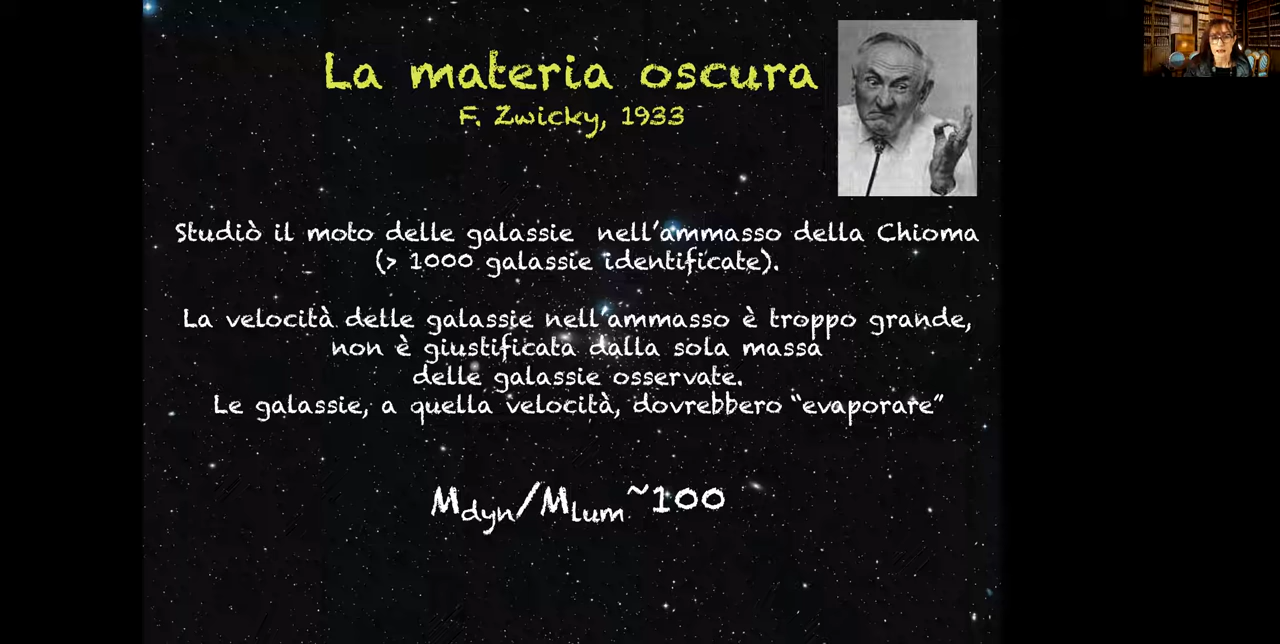 La materia oscura
F. Zwicky, 1933
Studiò il moto delle galassie nell'ammasso della Chioma
(> 1000 galassie identificate).
La velocità delle galassie nell'ammasso è troppo grande,
non è giustificata dalla sola massa
delle galassie osservate.
Le galassie, a quella velocità, dovrebbero “evaporare”
Mdyn/Mlum~100